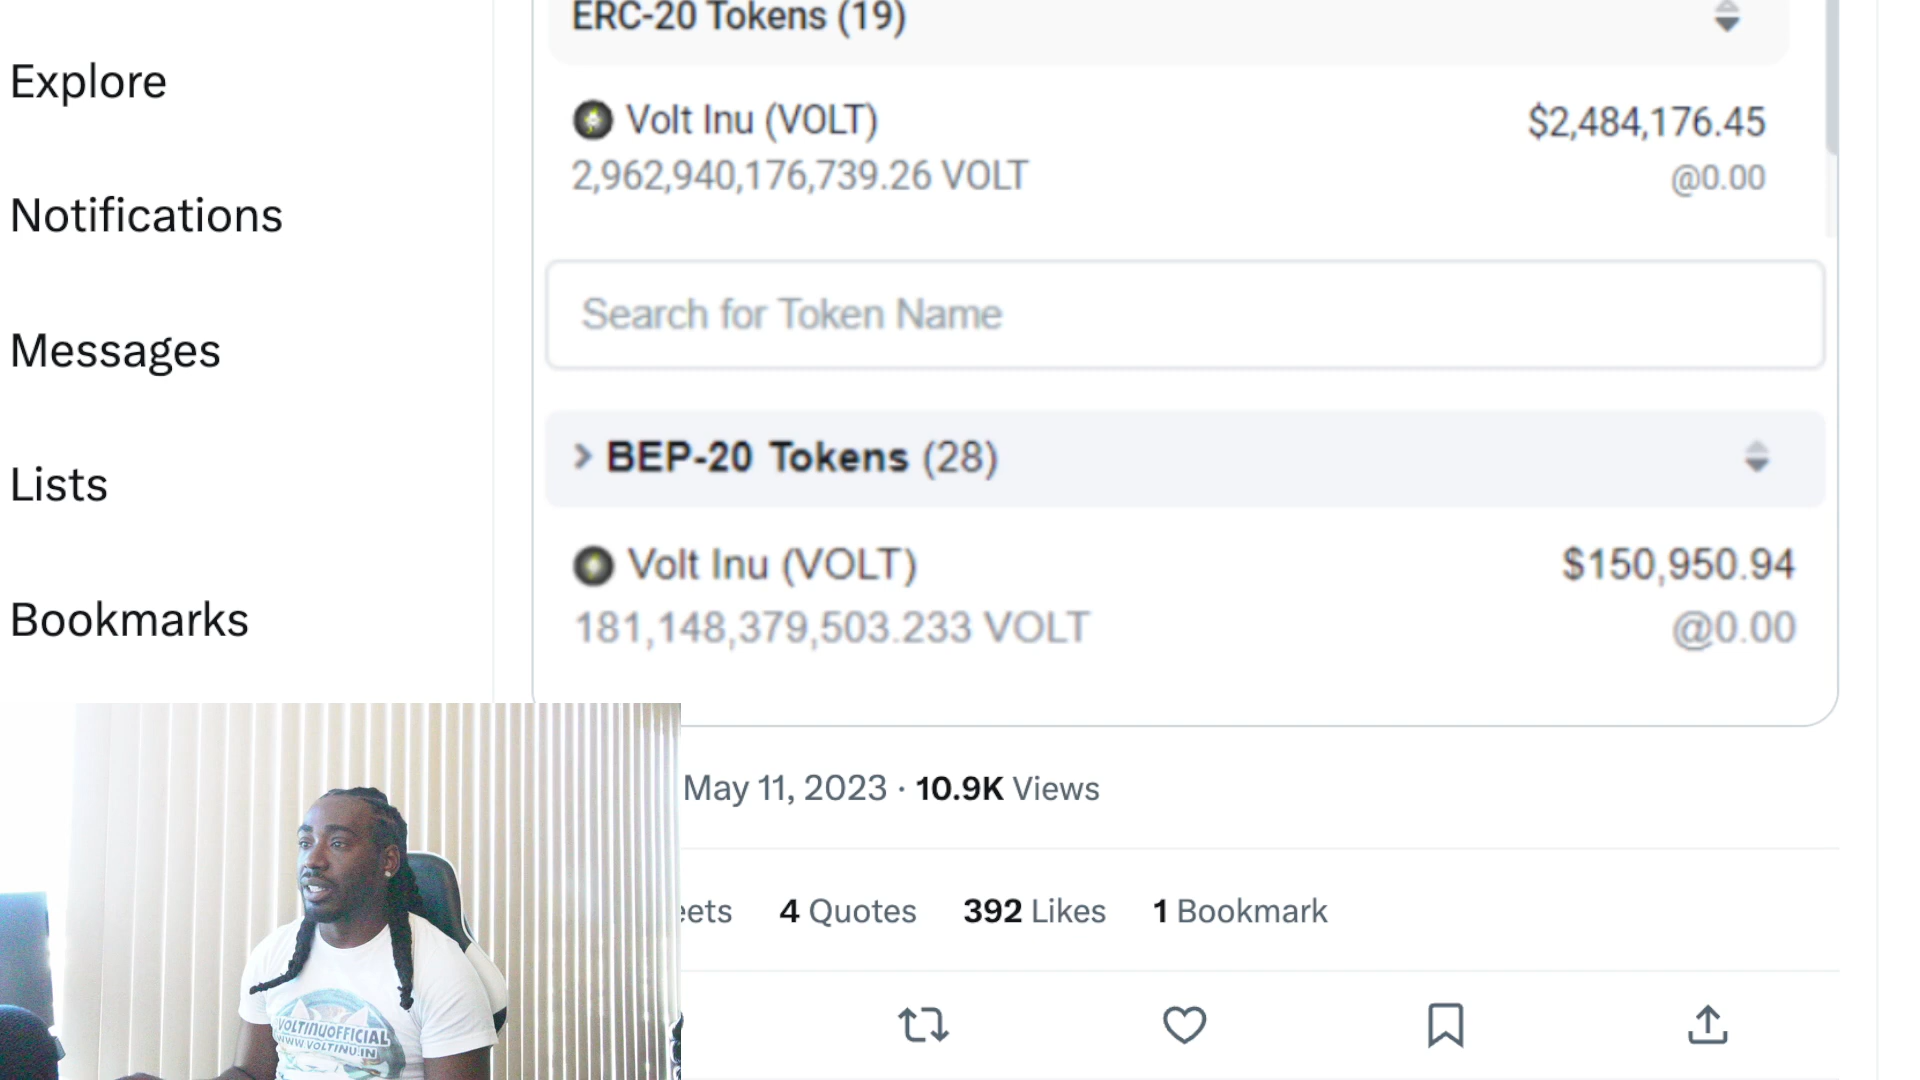 Explore
Notifications
Messages
Lists
Bookmarks
ERC-20 Tokens (19)
Volt Inu (VOLT)
$2,484,176.45
2,962,940,176,739.26 VOLT
@0.00
Search for Token Name
BEP-20 Tokens (28)
Volt Inu (VOLT)
$150,950.94
181,148,379,503.233 VOLT
@0.00
May 11, 2023 · 10.9K Views
4 Quotes 392 Likes 1 Bookmark
VOLTINUOFFICIAL
WWW.VOLTINU.IN